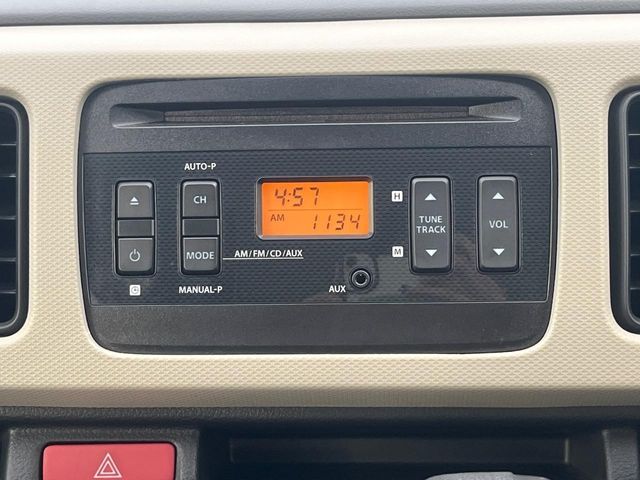 AUTO-P
CH
MODE
MANUAL-P
AM/FM/CD/AUX
4:57
AM 1134
AUX
H
M
TUNE
TRACK
VOL
C